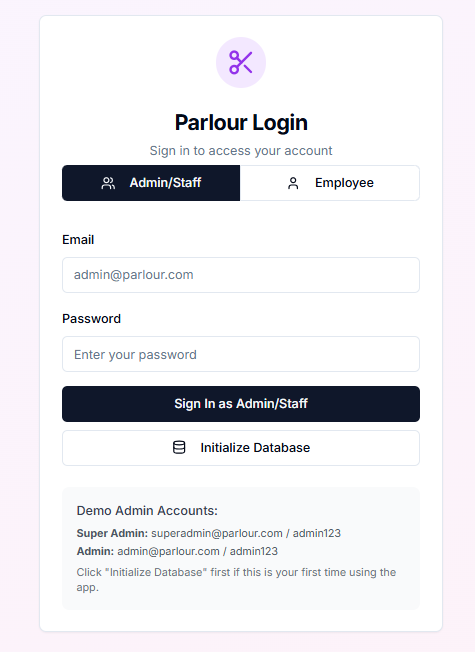 Parlour Login
Sign in to access your account
Admin/Staff
Employee
Email
admin@parlour.com
Password
Enter your password
Sign In as Admin/Staff
Initialize Database
Demo Admin Accounts:
Super Admin: superadmin@parlour.com / admin123
Admin: admin@parlour.com / admin123
Click "Initialize Database" first if this is your first time using the
app.